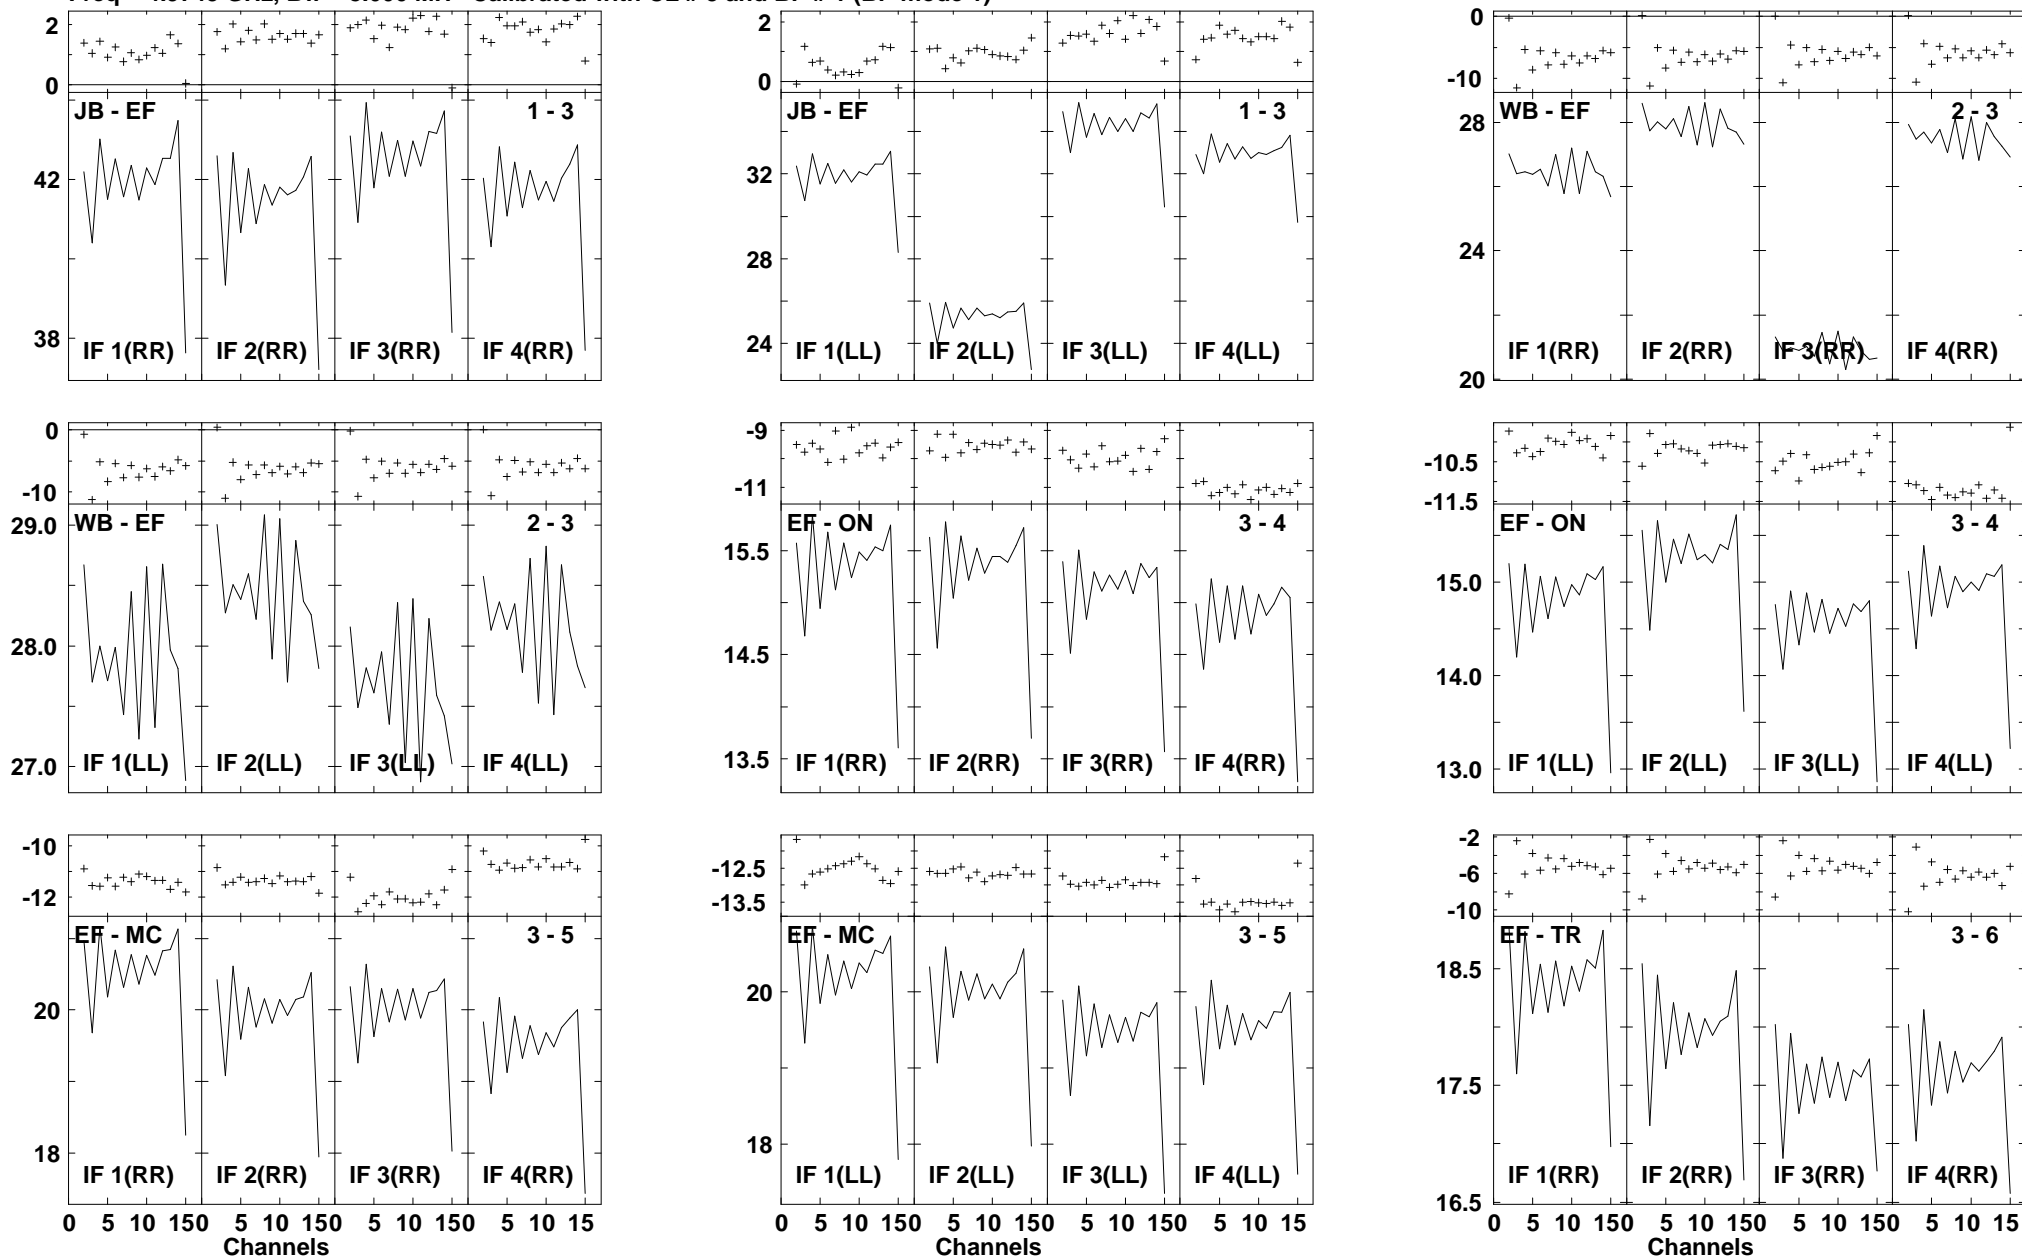 2 0 2 0 0 -10
JB - EF 1 - 3 JB - EF 1 - 3 WB - EF 2 - 3
42 38
32 28 24
28 24 20
IF 1(RR) IF 2(RR) IF 3(RR) IF 4(RR) IF 1(LL) IF 2(LL) IF 3(LL) IF 4(LL) IF 1(RR) IF 2(RR) IF 3(RR) IF 4(RR)
0 -10 -9 -11 -10.5 -11.5
WB - EF 2 - 3 EF - ON 3 - 4 EF - ON 3 - 4
29.0 28.0 27.0
15.5 14.5 13.5
15.0 14.0 13.0
IF 1(LL) IF 2(LL) IF 3(LL) IF 4(LL) IF 1(RR) IF 2(RR) IF 3(RR) IF 4(RR) IF 1(LL) IF 2(LL) IF 3(LL) IF 4(LL)
-10 -12 -12.5 -13.5 -2 -6 -10
EF - MC 3 - 5 EF - MC 3 - 5 EF - TR 3 - 6
20 18
20 18
18.5 17.5 16.5
IF 1(RR) IF 2(RR) IF 3(RR) IF 4(RR) IF 1(LL) IF 2(LL) IF 3(LL) IF 4(LL) IF 1(RR) IF 2(RR) IF 3(RR) IF 4(RR)
0 5 10 150 5 10 150 5 10 150 5 10 15 0 5 10 150 5 10 150 5 10 150 5 10 15 0 5 10 150 5 10 150 5 10 150 5 10 15
Channels Channels Channels